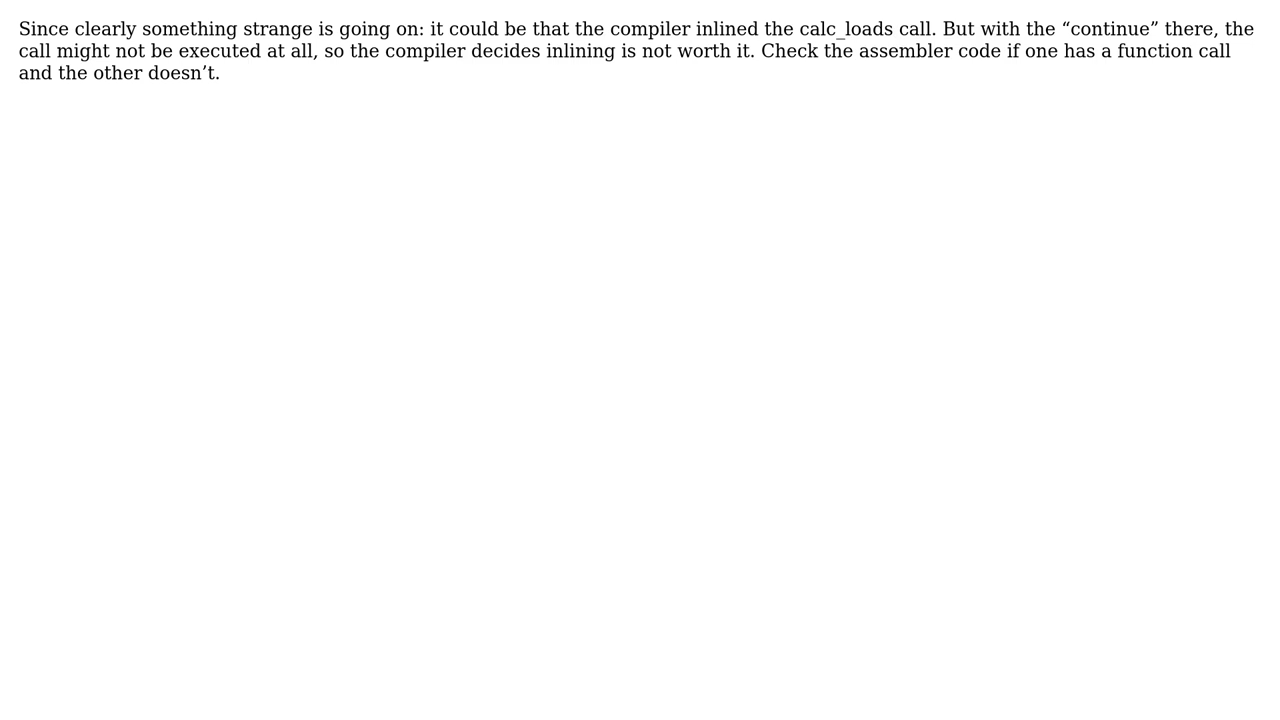 Since clearly something strange is going on: it could be that the compiler inlined the calc_loads call. But with the “continue” there, the
call might not be executed at all, so the compiler decides inlining is not worth it. Check the assembler code if one has a function call
and the other doesn’t.